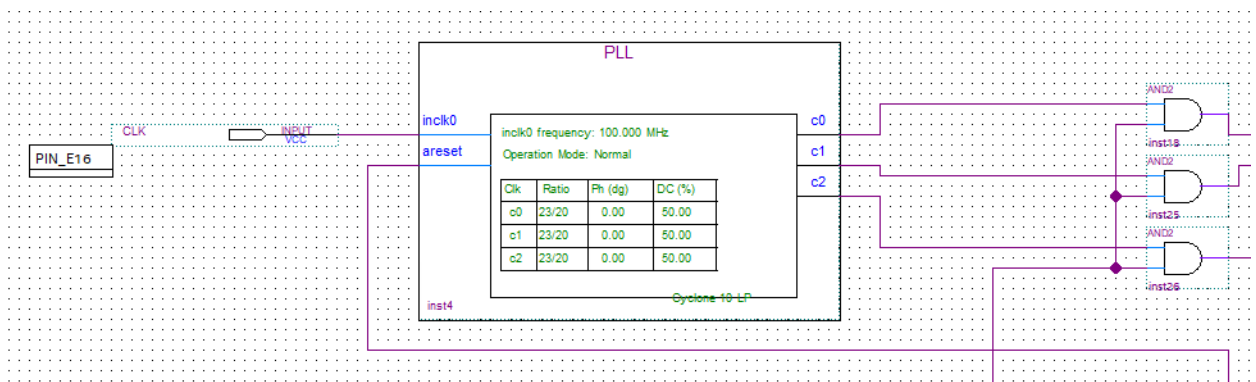 PLL
CLK
INPUT
VCC
PIN_E16
inclk0
areset
inclk0 frequency: 100.000 MHz
Operation Mode: Normal
Clk Ratio Ph (dg) DC (%)
c0 23/20 0.00 50.00
c1 23/20 0.00 50.00
c2 23/20 0.00 50.00
Cyclone 10 LP
inst4
c0
c1
c2
AND2
inst18
AND2
inst25
AND2
inst26